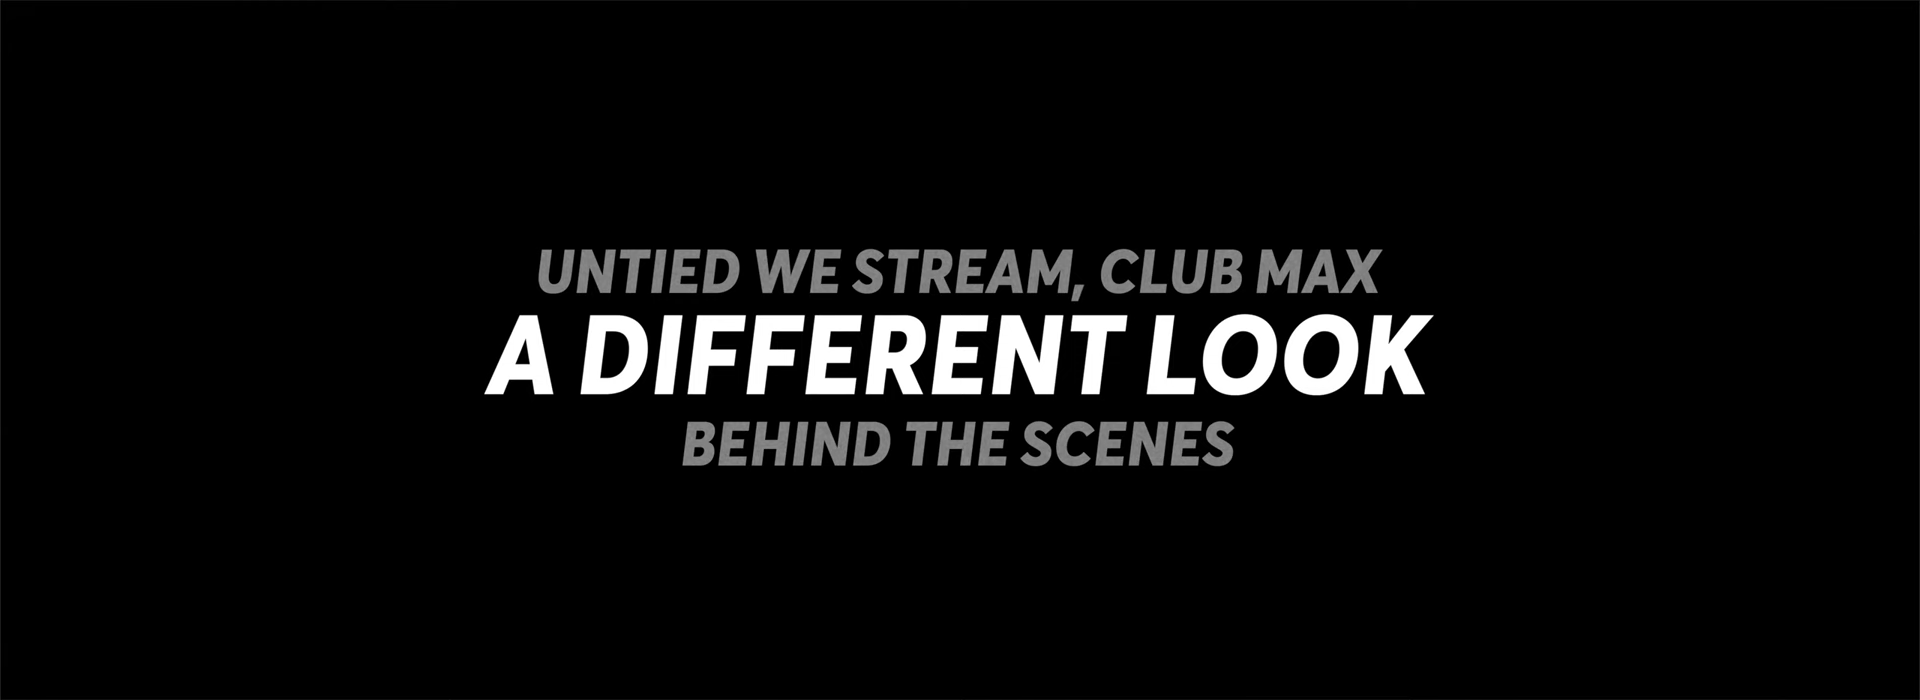 UNTIED WE STREAM, CLUB MAX
A DIFFERENT LOOK
BEHIND THE SCENES